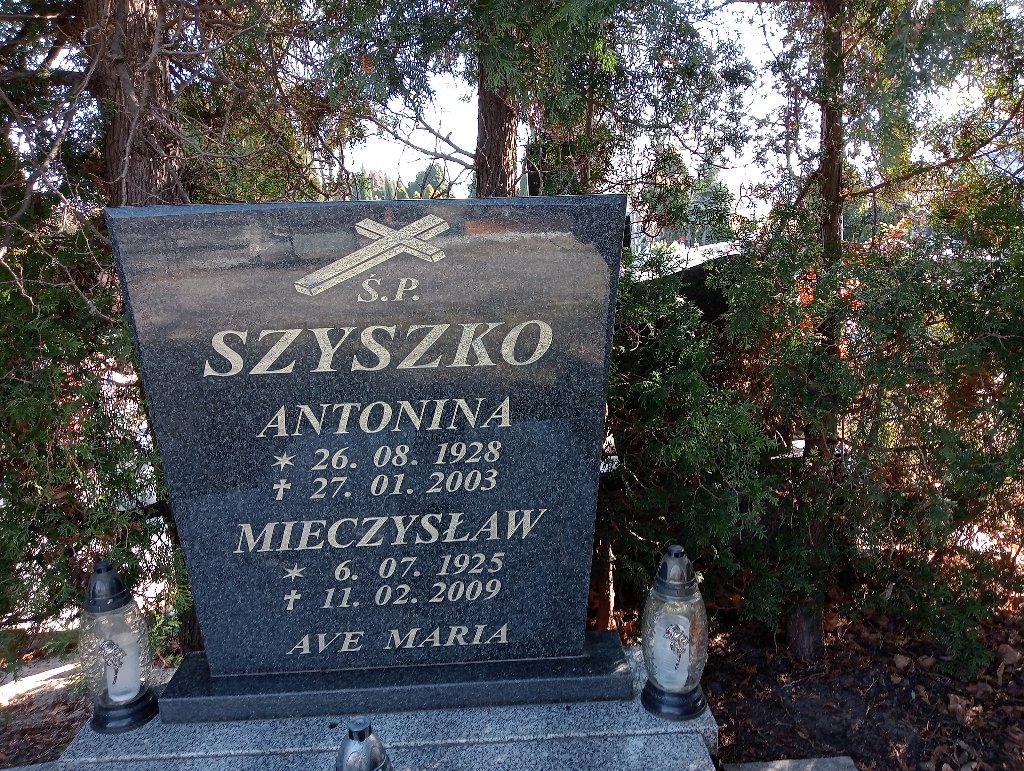 Ś.P.
SZYSZKO
ANTONINA
✶ 26. 08. 1928
✝ 27. 01. 2003
MIECZYSŁAW
✶ 6. 07. 1925
✝ 11. 02. 2009
AVE MARIA